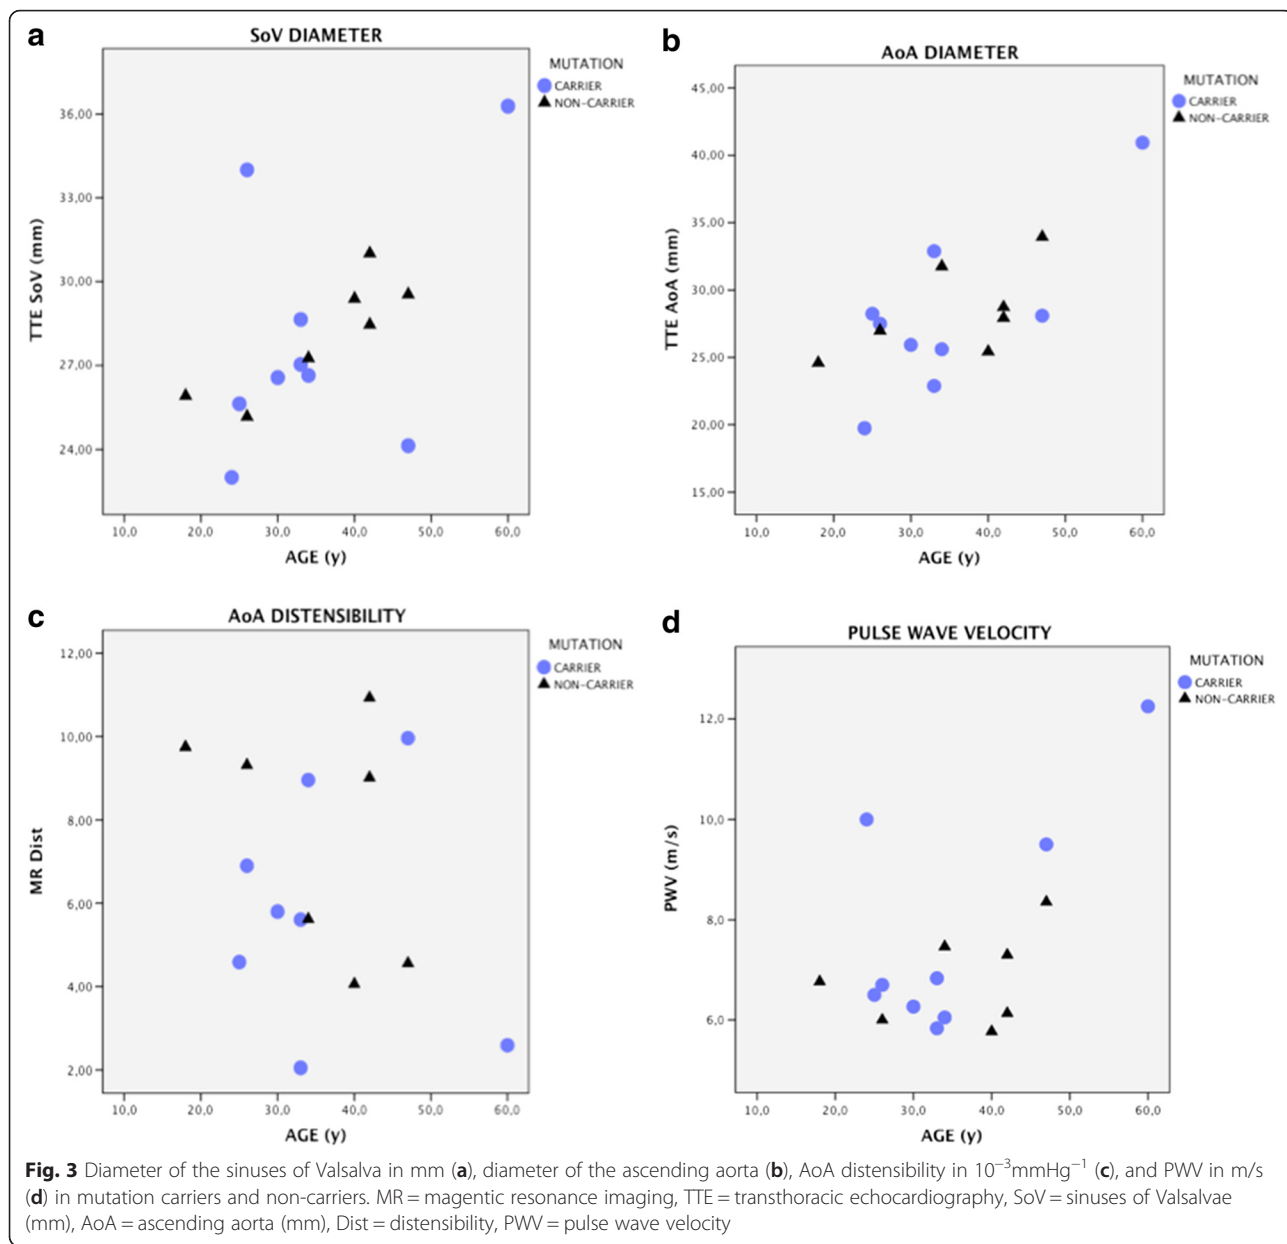 a
SoV DIAMETER
MUTATION
CARRIER
NON-CARRIER
36,00
33,00
30,00
27,00
24,00
TTE SoV (mm)
10,0 20,0 30,0 40,0 50,0 60,0
AGE (y)
b
AoA DIAMETER
MUTATION
CARRIER
NON-CARRIER
45,00
40,00
35,00
30,00
25,00
20,00
15,00
TTE AoA (mm)
10,0 20,0 30,0 40,0 50,0 60,0
AGE (y)
c
AoA DISTENSIBILITY
MUTATION
CARRIER
NON-CARRIER
12,00
10,00
8,00
6,00
4,00
2,00
MR Dist
10,0 20,0 30,0 40,0 50,0 60,0
AGE (y)
d
PULSE WAVE VELOCITY
MUTATION
CARRIER
NON-CARRIER
12,0
10,0
8,0
6,0
PWV (m/s)
10,0 20,0 30,0 40,0 50,0 60,0
AGE (y)
Fig. 3 Diameter of the sinuses of Valsalva in mm (a), diameter of the ascending aorta (b), AoA distensibility in 10⁻³mmHg⁻¹ (c), and PWV in m/s
(d) in mutation carriers and non-carriers. MR = magentic resonance imaging, TTE = transthoracic echocardiography, SoV = sinuses of Valsalvae
(mm), AoA = ascending aorta (mm), Dist = distensibility, PWV = pulse wave velocity